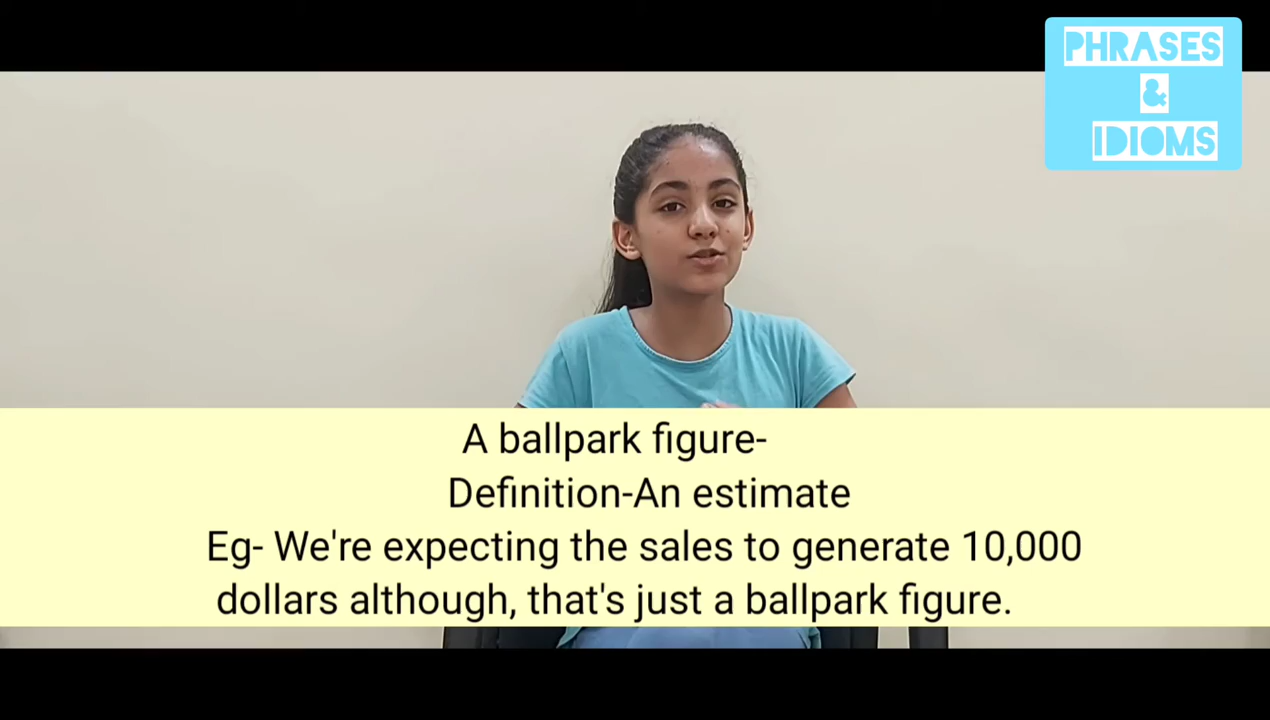 PHRASES
&
IDIOMS
A ballpark figure-
Definition-An estimate
Eg- We're expecting the sales to generate 10,000
dollars although, that's just a ballpark figure.